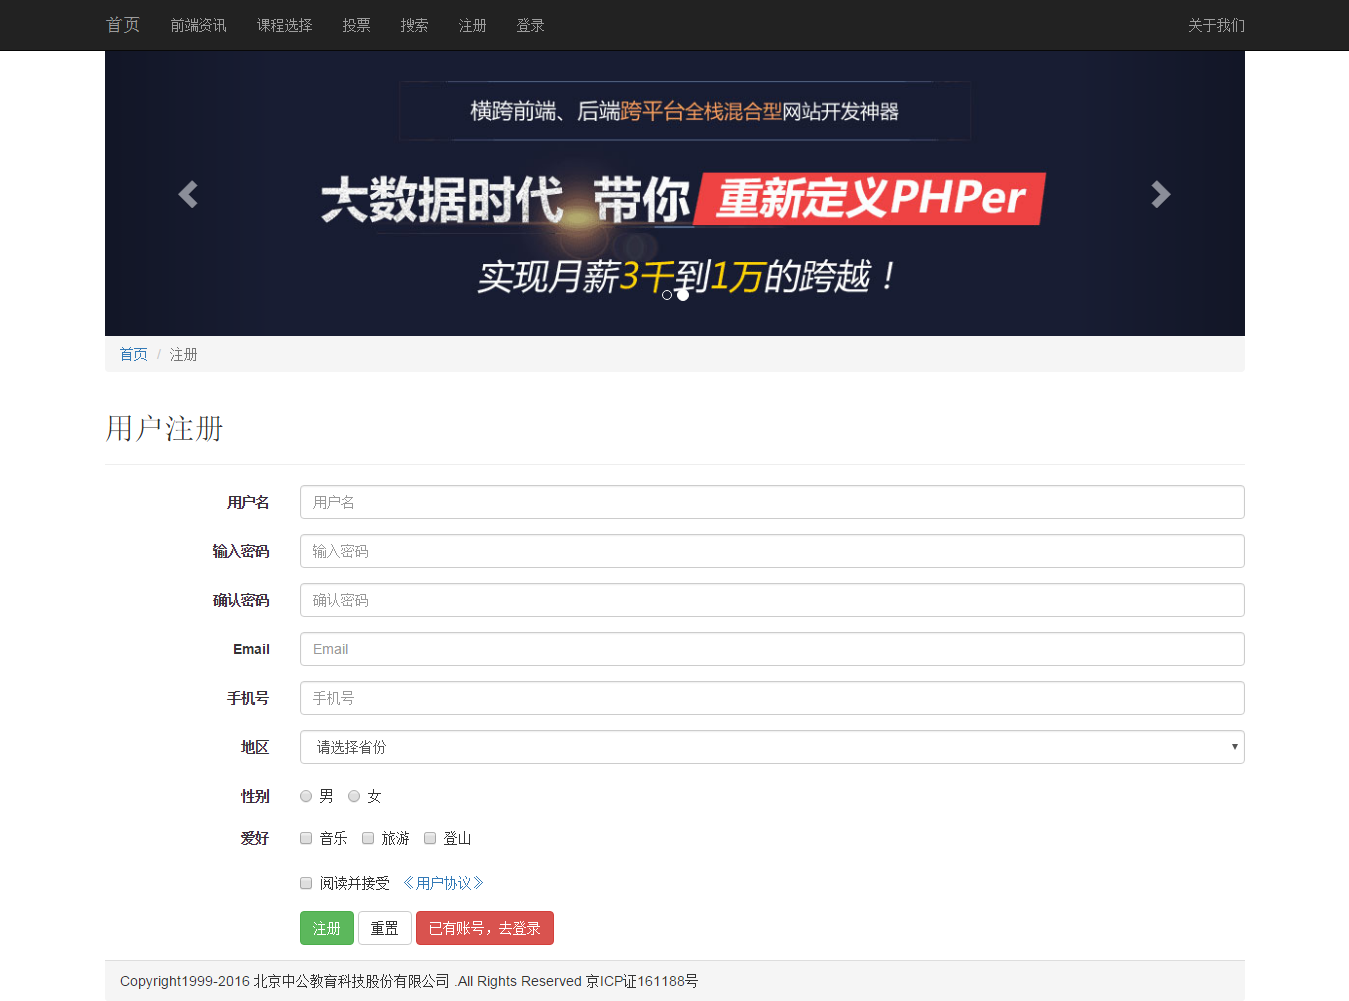 首页 前端资讯 课程选择 投票 搜索 注册 登录 关于我们
横跨前端、后端跨平台全栈混合型网站开发神器
大数据时代 带你 重新定义PHPer
实现月薪3千到1万的跨越！
首页 / 注册
用户注册
用户名 用户名
输入密码 输入密码
确认密码 确认密码
Email Email
手机号 手机号
地区 请选择省份
性别 男 女
爱好 音乐 旅游 登山
阅读并接受 《用户协议》
注册 重置 已有账号，去登录
Copyright1999-2016 北京中公教育科技股份有限公司 .All Rights Reserved 京ICP证161188号